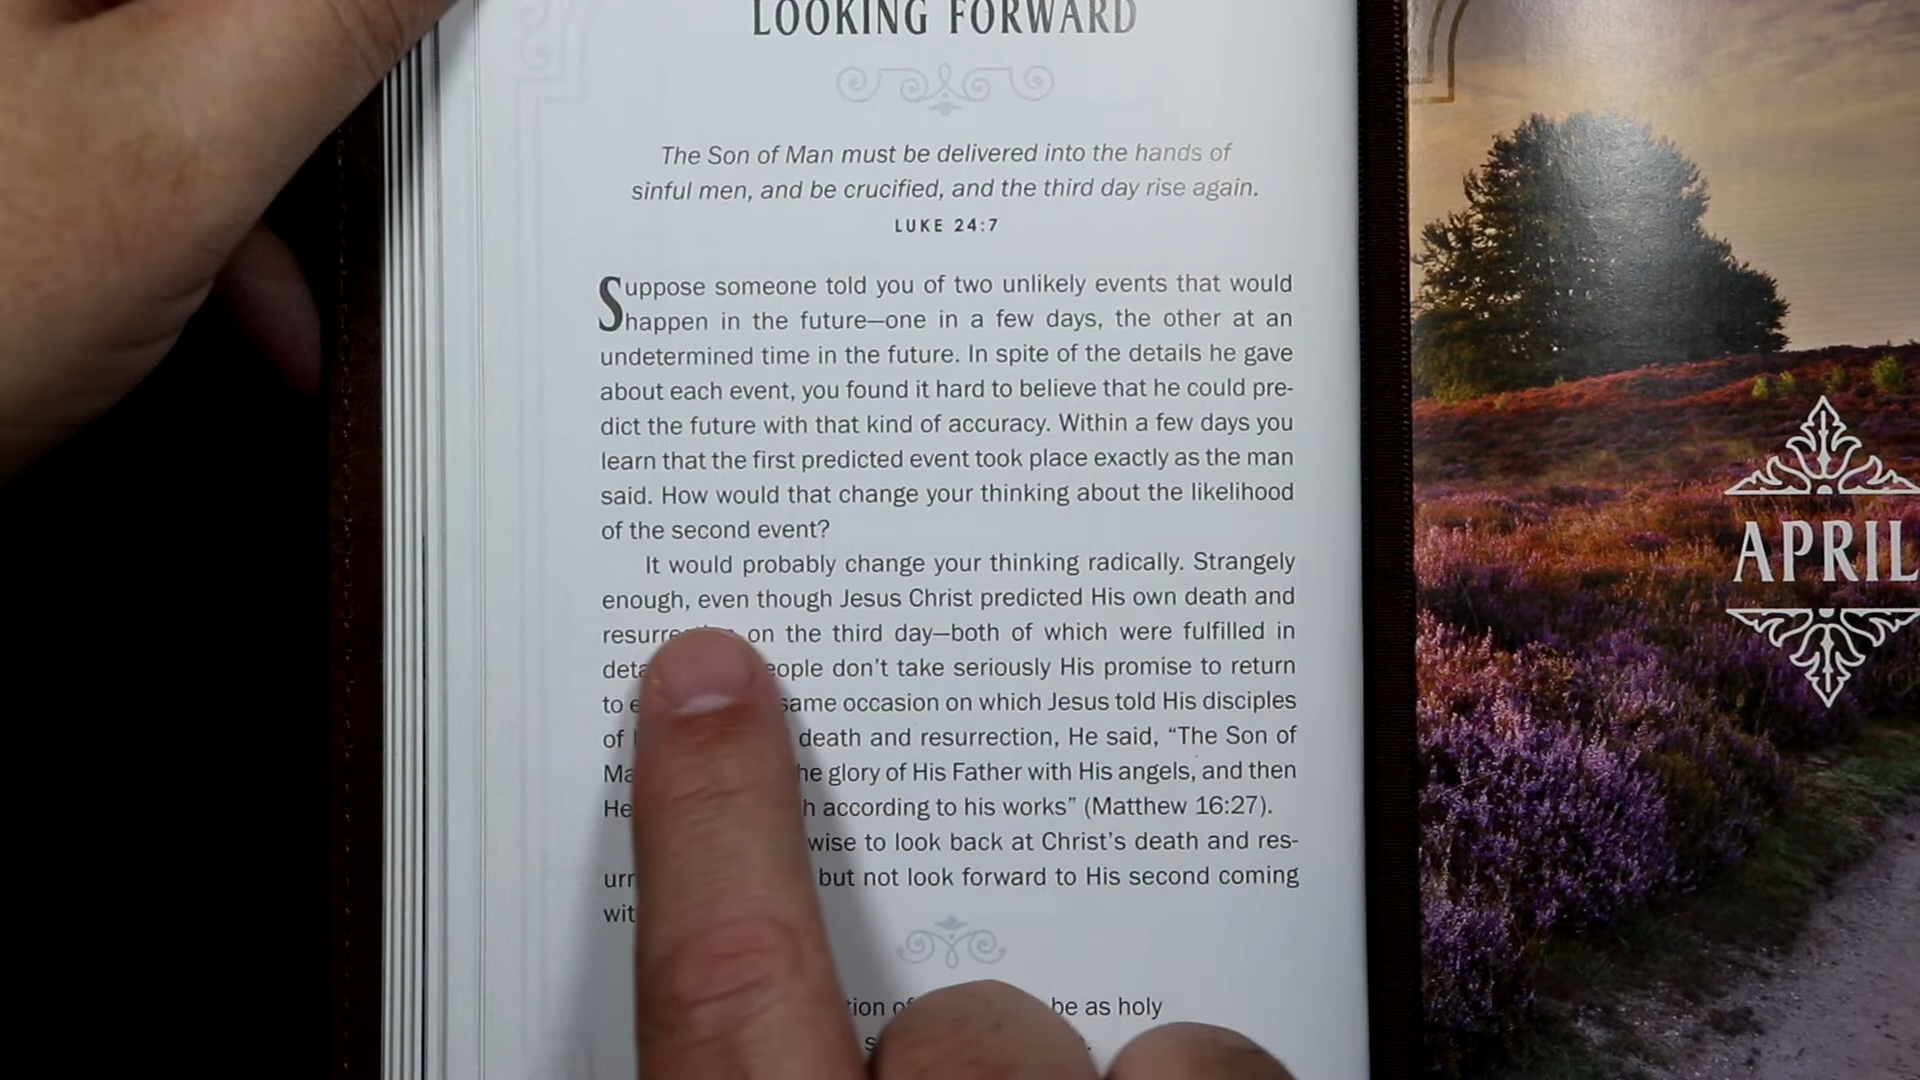 LOOKING FORWARD
The Son of Man must be delivered into the hands of
sinful men, and be crucified, and the third day rise again.
LUKE 24:7
Suppose someone told you of two unlikely events that would
happen in the future—one in a few days, the other at an
undetermined time in the future. In spite of the details he gave
about each event, you found it hard to believe that he could pre-
dict the future with that kind of accuracy. Within a few days you
learn that the first predicted event took place exactly as the man
said. How would that change your thinking about the likelihood
of the second event?
It would probably change your thinking radically. Strangely
enough, even though Jesus Christ predicted His own death and
on the third day—both of which were fulfilled in
don't take seriously His promise to return
to same occasion on which Jesus told His disciples
of death and resurrection, He said, “The Son of
glory of His Father with His angels, and then
He according to his works” (Matthew 16:27).
wise to look back at Christ's death and res-
but not look forward to His second coming
be as holy
APRIL